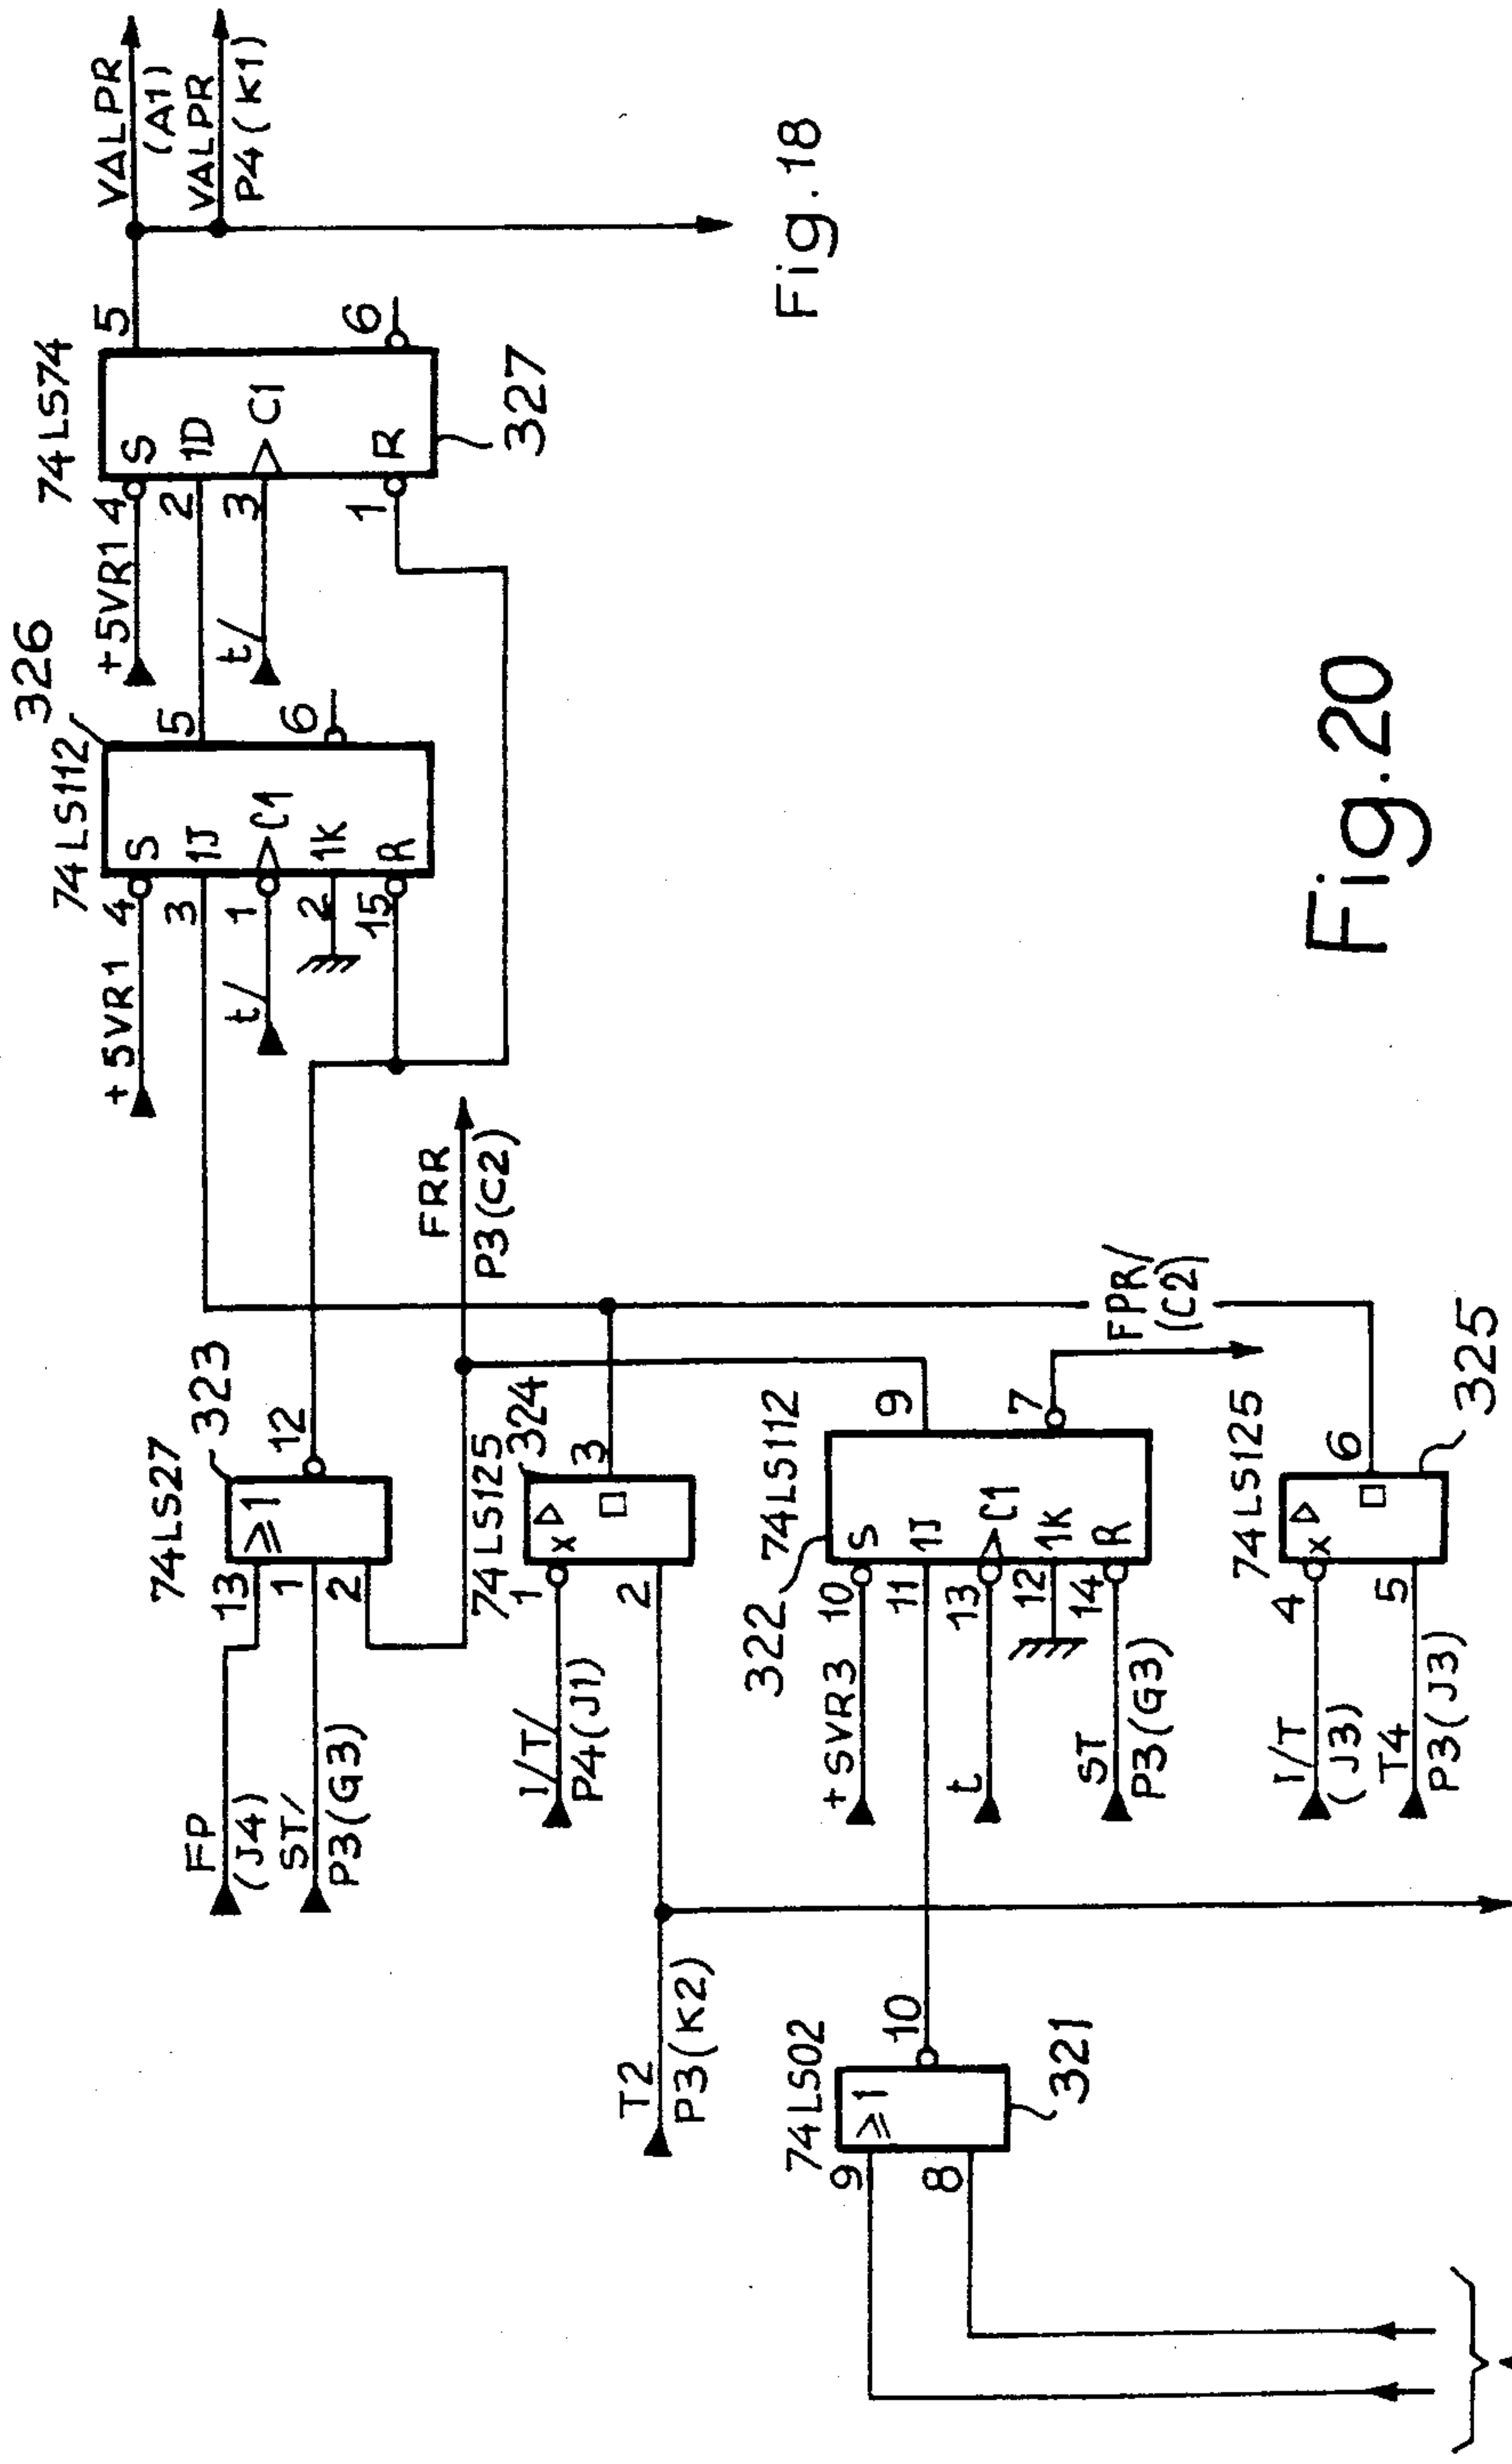 VALPR
(A1)
VALPR
P4(K1)
Fig.18
74LS74
S
1D
C1
R
4
2
3
1
5
6
327
+5VR1
t/
326
74LS112
S
1J
C1
1K
R
4
3
1
2
15
5
6
+5VR1
t/
FRR
P3(C2)
74LS27
323
≥1
13
1
2
12
FP
(J4)
ST/
P3(G3)
74LS125
324
X
1
2
3
I/T/
P4(J1)
T2
P3(K2)
322
74LS112
S
1J
C1
1K
R
10
11
13
12
14
9
7
+SVR3
t
ST
P3(G3)
FPR/
(C2)
74LS125
325
X
4
5
6
I/T
(J3)
T4
P3(J3)
74LS02
≥1
9
8
10
321
Fig.20